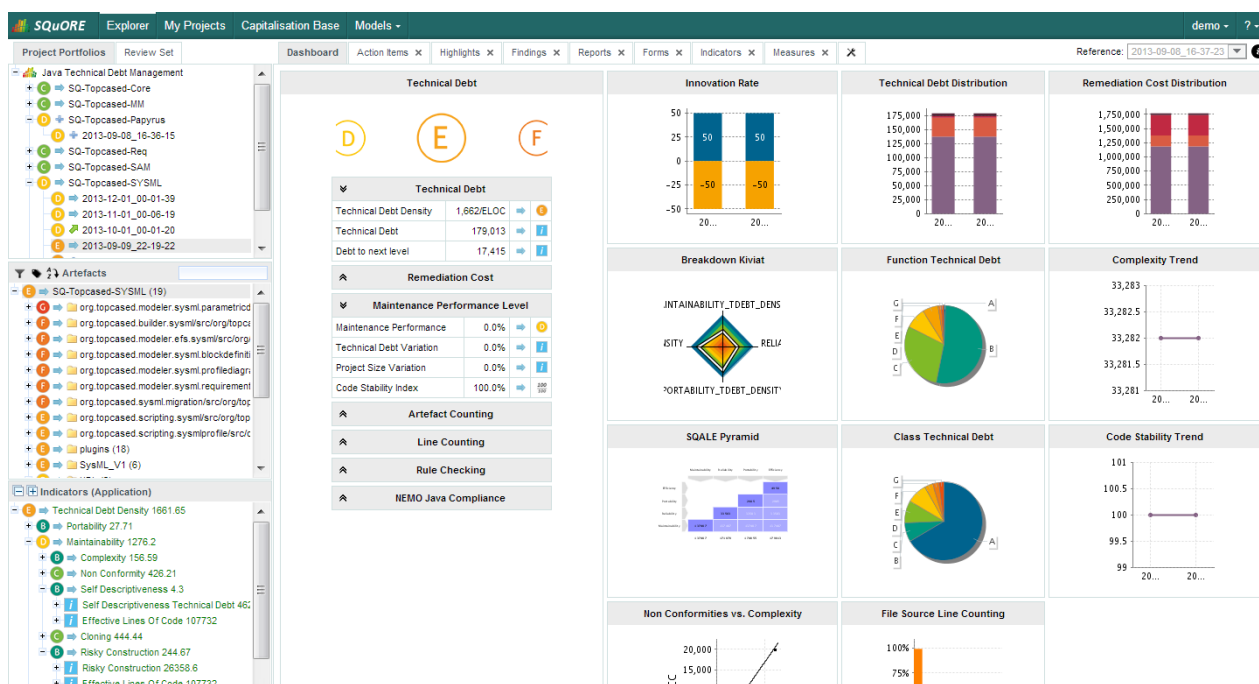 SQuORE Explorer My Projects Capitalisation Base Models demo ?
Project Portfolios Review Set
Dashboard Action Items Highlights Findings Reports Forms Indicators Measures
Reference: 2013-09-08_16-37-23
Java Technical Debt Management
C SQ-Topcased-Core
C SQ-Topcased-MM
D SQ-Topcased-Papyrus
D 2013-09-08_16-36-15
C SQ-Topcased-Req
C SQ-Topcased-SAM
D SQ-Topcased-SYSML
D 2013-12-01_00-01-39
D 2013-11-01_00-06-19
D 2013-10-01_00-01-20
E 2013-09-09_22-19-22
Artefacts
E SQ-Topcased-SYSML (19)
G org.topcased.modeler.sysml.parametricd
F org.topcased.builder.sysml/src/org/topca
F org.topcased.modeler.efs.sysml/src/org/
F org.topcased.modeler.sysml.blockdefiniti
F org.topcased.modeler.sysml.profilediagra
F org.topcased.modeler.sysml.requirement
F org.topcased.sysml.migration/src/org/top
E org.topcased.scripting.sysml/src/org/top
E org.topcased.scripting.sysmlprofile/src/c
E plugins (18)
E SysML_V1 (6)
Indicators (Application)
E Technical Debt Density 1661.65
B Portability 27.71
D Maintainability 1276.2
B Complexity 156.59
C Non Conformity 426.21
B Self Descriptiveness 4.3
i Self Descriptiveness Technical Debt 462
i Effective Lines Of Code 107732
C Cloning 444.44
B Risky Construction 244.67
i Risky Construction 26358.6
i Effective Lines Of Code 107732
Technical Debt
D E F
Technical Debt
Technical Debt Density 1,662/ELOC E
Technical Debt 179,013 i
Debt to next level 17,415 i
Remediation Cost
Maintenance Performance Level
Maintenance Performance 0.0% D
Technical Debt Variation 0.0% i
Project Size Variation 0.0% i
Code Stability Index 100.0%
Artefact Counting
Line Counting
Rule Checking
NEMO Java Compliance
Innovation Rate
50
25
0
-25
-50
50 50
-50 -50
20... 20...
Technical Debt Distribution
175,000
150,000
125,000
100,000
75,000
50,000
25,000
0
20... 20...
Remediation Cost Distribution
1,750,000
1,500,000
1,250,000
1,000,000
750,000
500,000
250,000
0
20... 20...
Breakdown Kiviat
INTAINABILITY_TDEBT_DENS
RELI
PORTABILITY_TDEBT_DENSIT
Function Technical Debt
G
F
E
D
C
A
B
Complexity Trend
33,283
33,282.5
33,282
33,281.5
33,281
20... 20...
SQALE Pyramid
Class Technical Debt
G
F
E
D
C
B
A
Code Stability Trend
101
100.5
100
99.5
99
20... 20...
Non Conformities vs. Complexity
20,000
15,000
File Source Line Counting
100%
75%